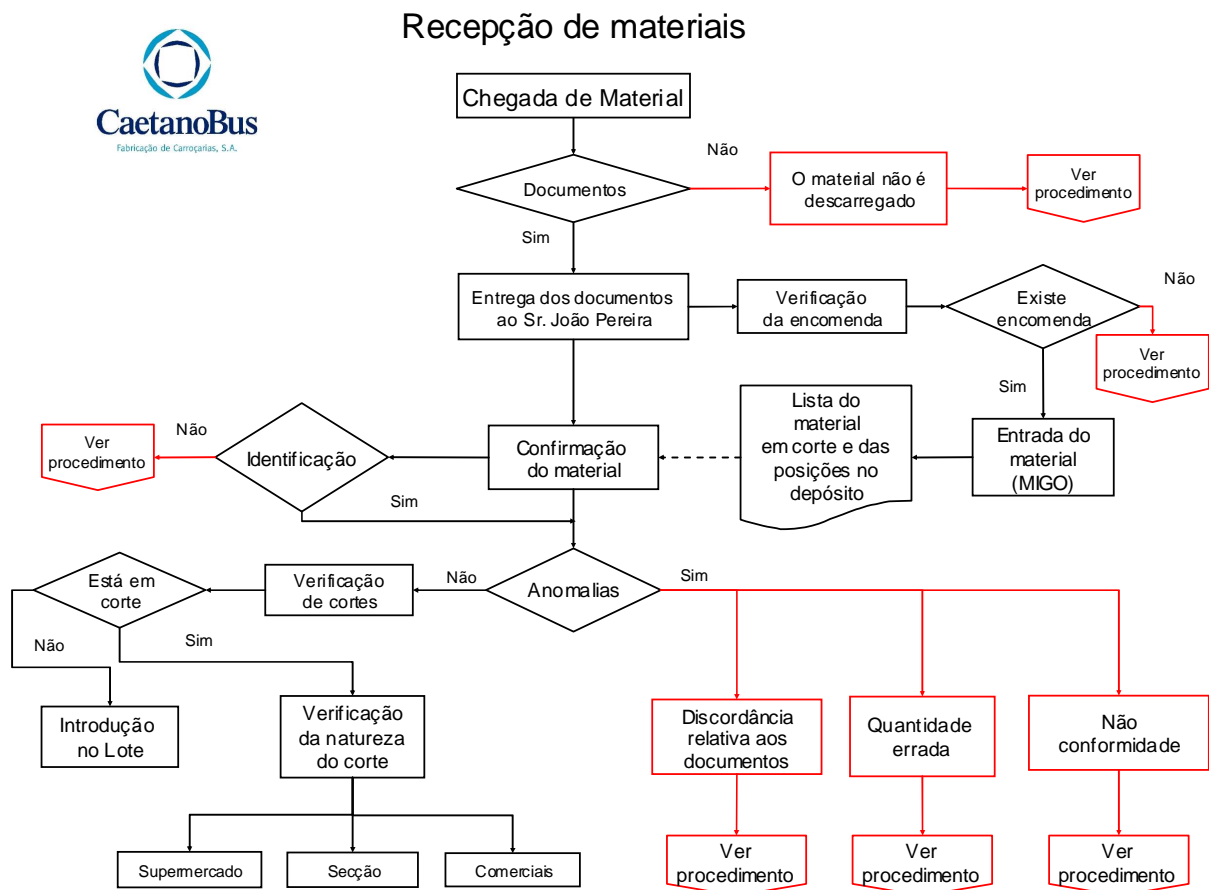 Recepção de materiais
CaetanoBus
Fabricação de Carroçarias, S.A.
Chegada de Material
Não
Documentos
O material não é
descarregado
Ver
procedimento
Sim
Entrega dos documentos
ao Sr. João Pereira
Verificação
da encomenda
Existe
encomenda
Não
Ver
procedimento
Sim
Ver
procedimento
Não
Identificação
Sim
Confirmação
do material
Lista do
material
em corte e das
posições no
depósito
Entrada do
material
(MIGO)
Está em
corte
Verificação
de cortes
Não
Anomalias
Sim
Não
Sim
Introdução
no Lote
Verificação
da natureza
do corte
Discordância
relativa aos
documentos
Quantidade
errada
Não
conformidade
Supermercado
Secção
Comerciais
Ver
procedimento
Ver
procedimento
Ver
procedimento